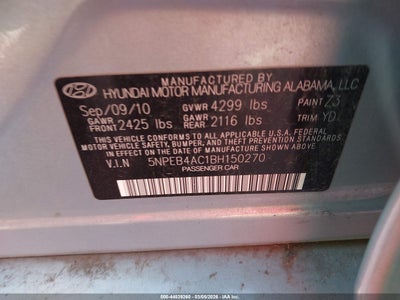 MANUFACTURED BY
HYUNDAI MOTOR MANUFACTURING ALABAMA, LLC
Sep/09/10 GVWR 4299 lbs PAINT Z3
GAWR FRONT 2425 lbs GAWR REAR 2116 lbs TRIM YD
THIS VEHICLE CONFORMS TO ALL APPLICABLE U.S.A. FEDERAL
MOTOR VEHICLE SAFETY, BUMPER, AND THEFT PREVENTION STANDARDS
IN EFFECT ON THE DATE OF MANUFACTURE SHOWN ABOVE.
V.I.N 5NPEB4AC1BH150270
PASSENGER CAR